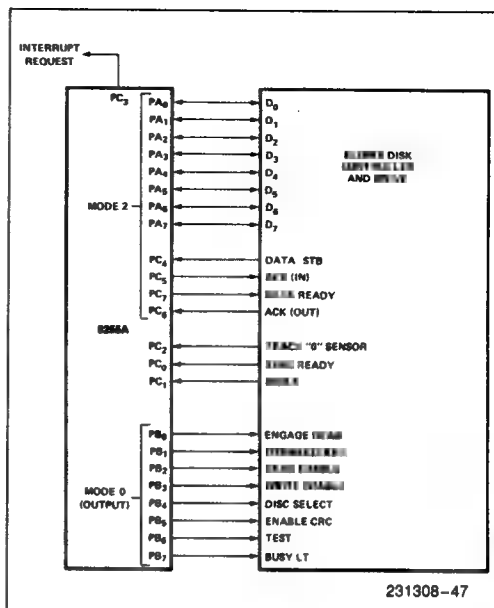 INTERRUPT
REQUEST
PC3
PA0
PA1
PA2
PA3
PA4
PA5
PA6
PA7
MODE 2
PC4
PC5
PC7
PC6
8255A
PC2
PC0
PC1
PB0
PB1
PB2
PB3
PB4
PB5
PB6
PB7
MODE 0
(OUTPUT)
D0
D1
D2
D3
D4
D5
D6
D7
DISK
AND
DATA STB
(IN)
READY
ACK (OUT)
"0" SENSOR
READY
ENGAGE
DISC SELECT
ENABLE CRC
TEST
BUSY LT
231308-47